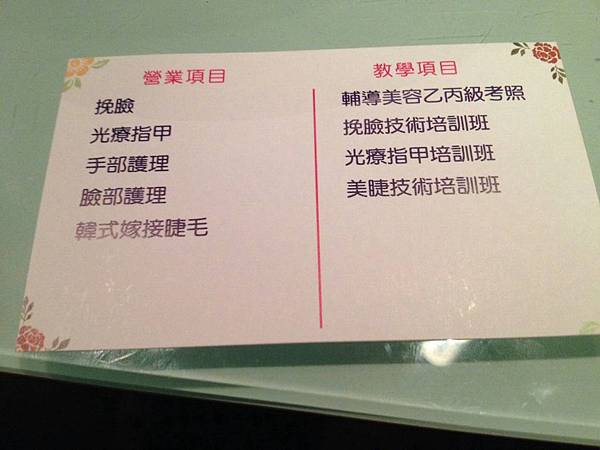 營業項目
挽臉
光療指甲
手部護理
臉部護理
韓式嫁接睫毛
教學項目
輔導美容乙丙級考照
挽臉技術培訓班
光療指甲培訓班
美睫技術培訓班